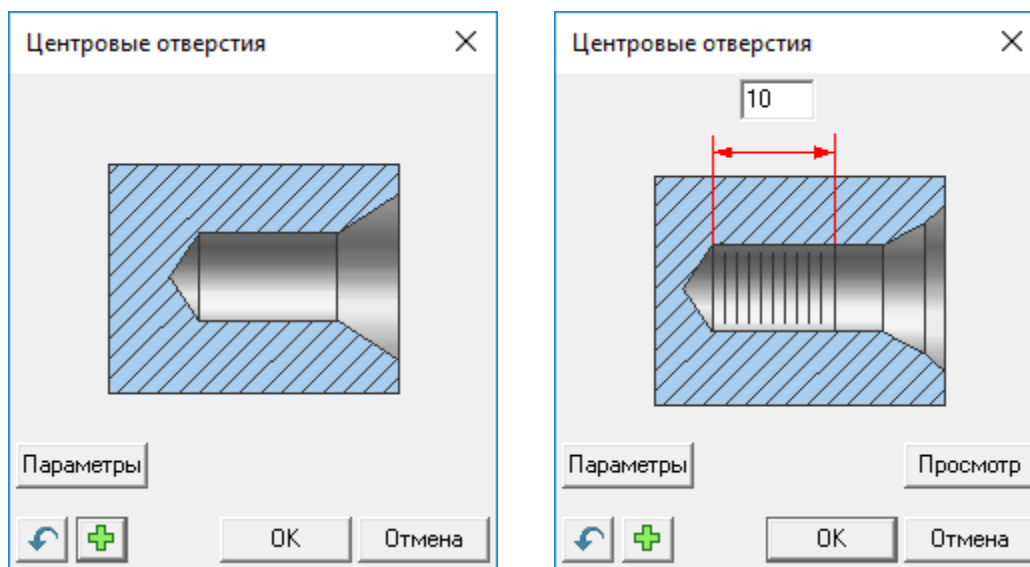 Центровые отверстия
Параметры
OK
Отмена
Центровые отверстия
10
Параметры
Просмотр
OK
Отмена